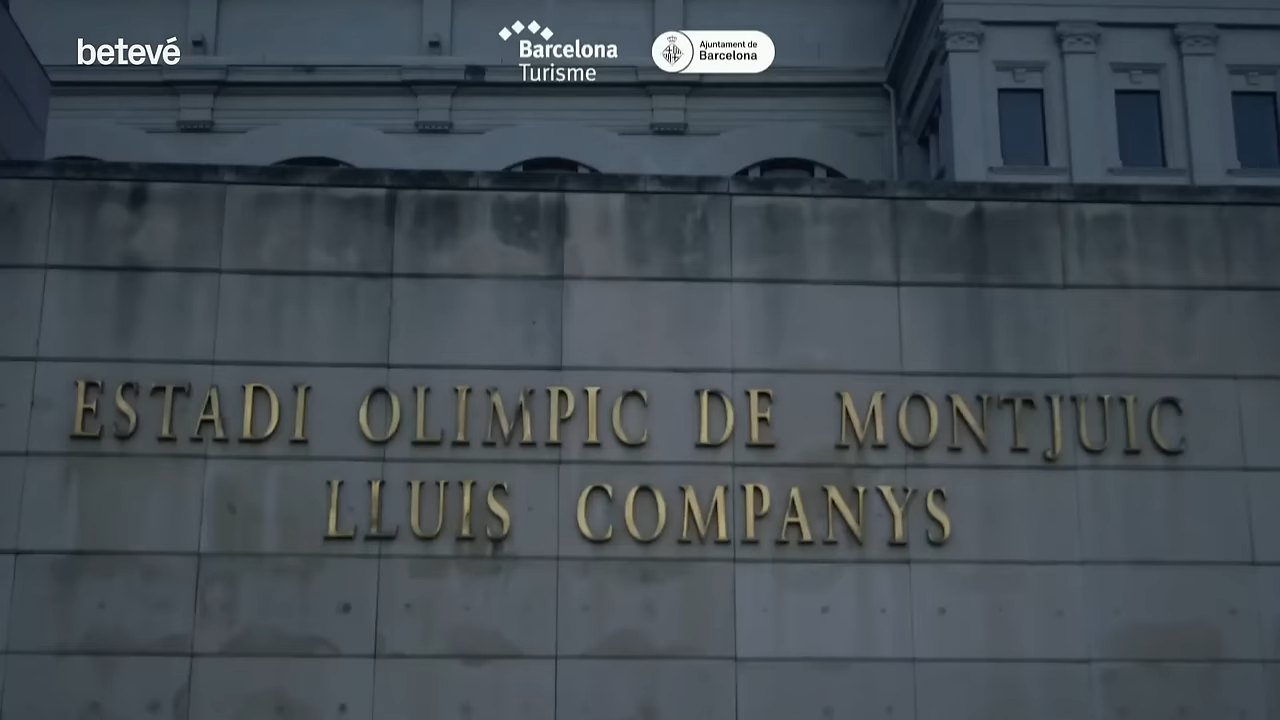 betevé
Barcelona
Turisme
Ajuntament de
Barcelona
ESTADI OLIMPIC DE MONTJUIC
LLUIS COMPANYS